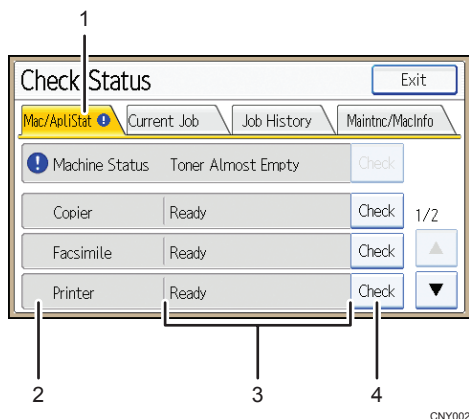 1
Check Status Exit
Mac/ApliStat Current Job Job History Maintnc/MacInfo
Machine Status Toner Almost Empty Check
Copier Ready Check 1/2
Facsimile Ready Check
Printer Ready Check
2 3 4
CNY002